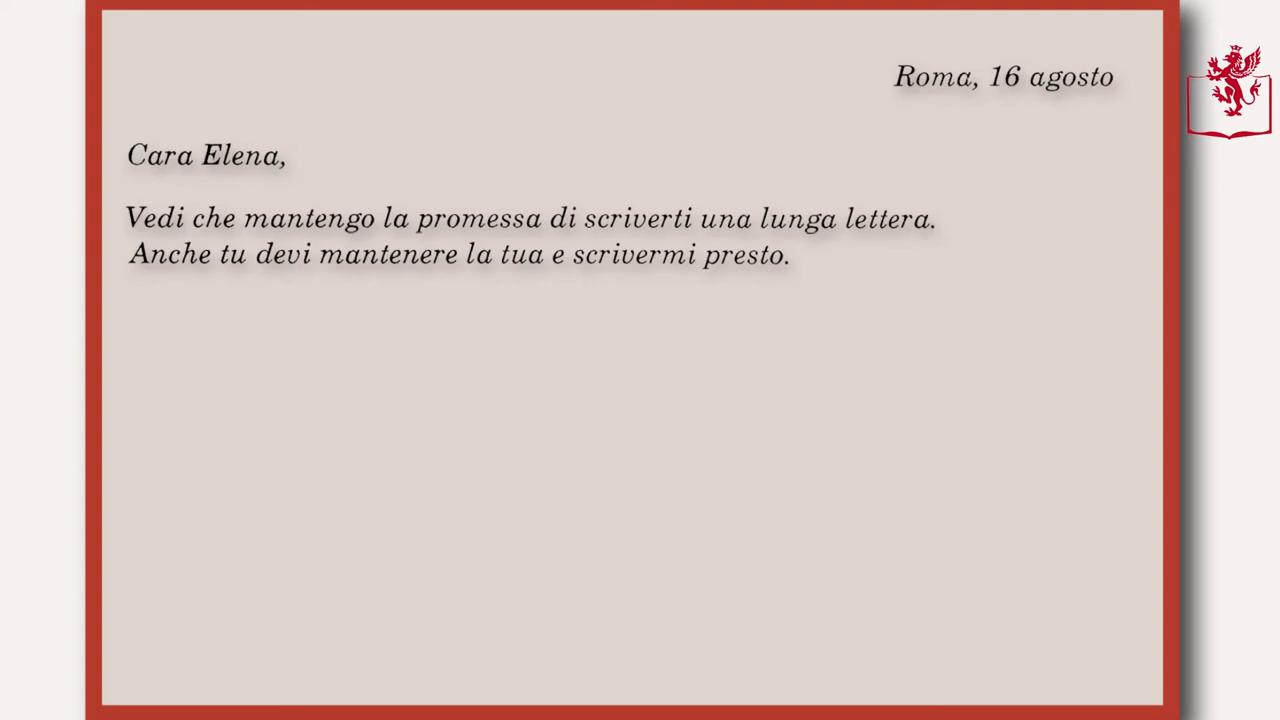 Roma, 16 agosto
Cara Elena,
Vedi che mantengo la promessa di scriverti una lunga lettera.
Anche tu devi mantenere la tua e scrivermi presto.